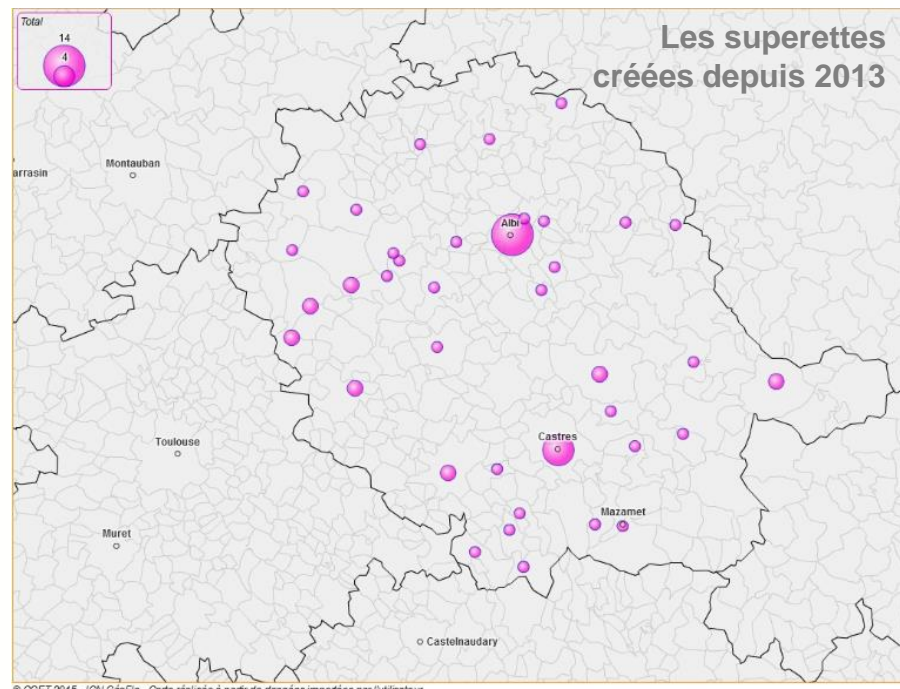 Total
14
4
Les superettes
créées depuis 2013
Montauban
arrasin
Albi
Toulouse
Castres
Mazamet
Muret
Castelnaudary